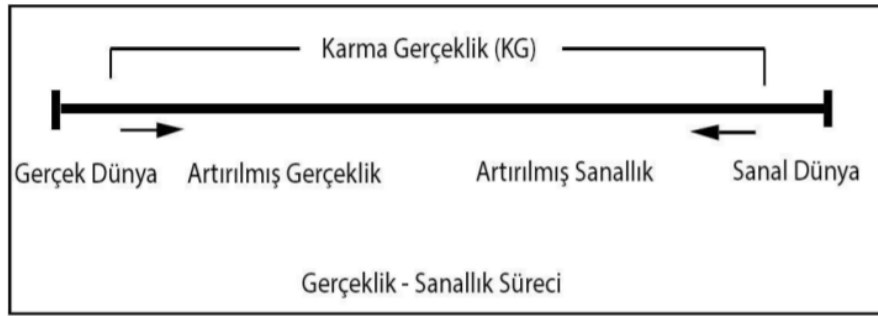 Karma Gerçeklik (KG)
Gerçek Dünya Artırılmış Gerçeklik Artırılmış Sanallık Sanal Dünya
Gerçeklik - Sanallık Süreci